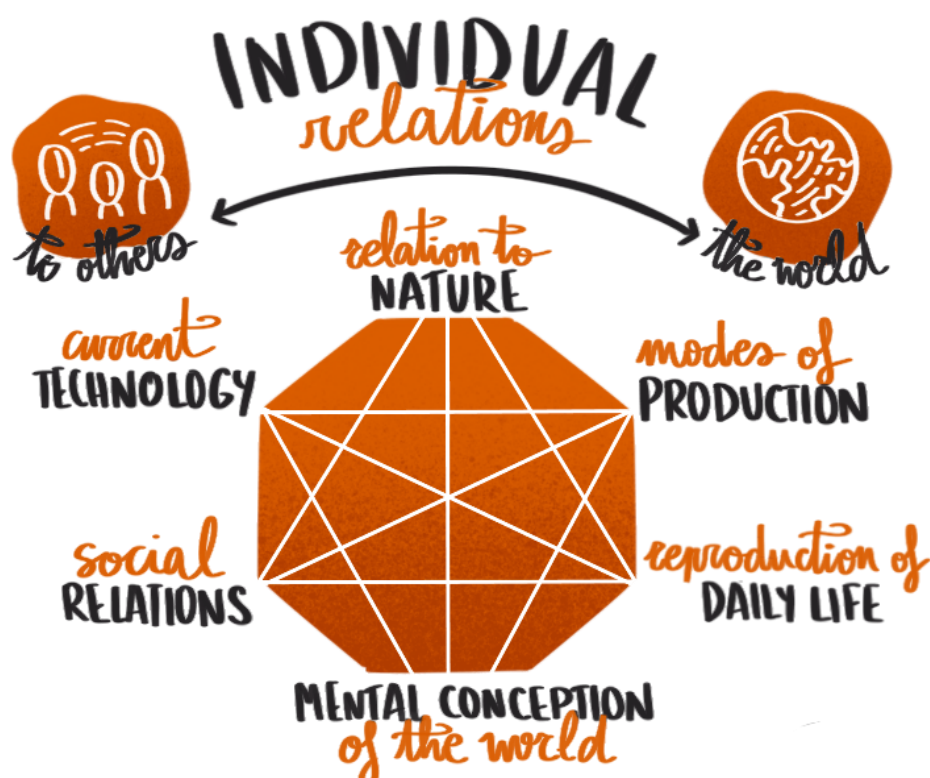 INDIVIDUAL
relations
to others
the world
relation to
NATURE
current
TECHNOLOGY
modes of
PRODUCTION
social
RELATIONS
reproduction of
DAILY LIFE
MENTAL CONCEPTION
of the world